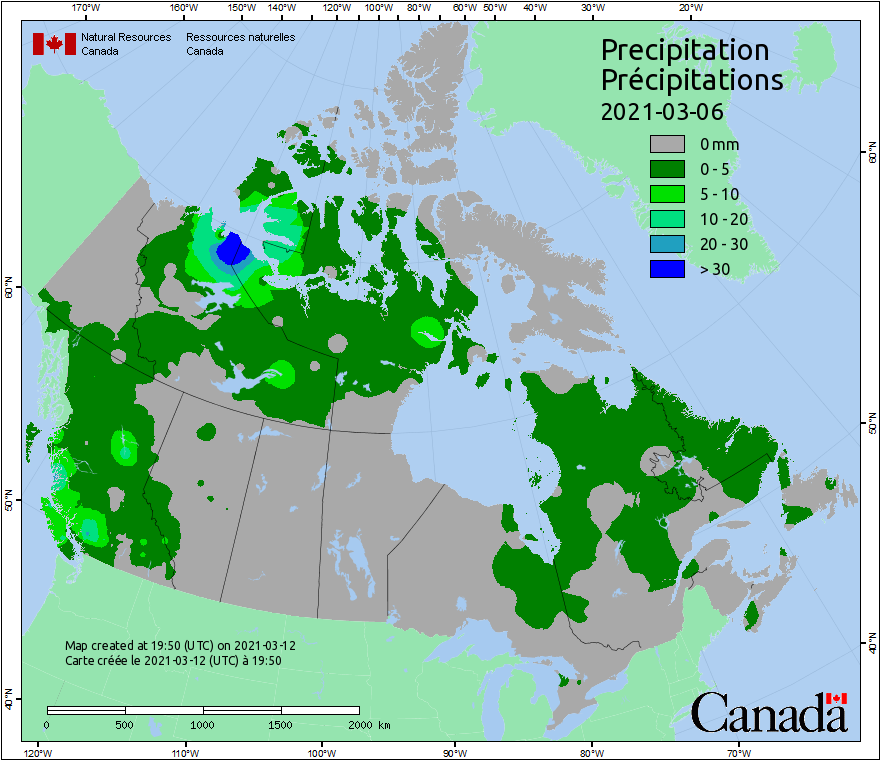 170°W 160°W 150°W 140°W 120°W 100°W 80°W 60°W 50°W 40°W 30°W 20°W
Natural Resources Canada
Ressources naturelles Canada
Precipitation
Précipitations
2021-03-06
0 mm
0 - 5
5 - 10
10 - 20
20 - 30
> 30
60°N
60°N
50°N
50°N
40°N
40°N
Map created at 19:50 (UTC) on 2021-03-12
Carte créée le 2021-03-12 (UTC) à 19:50
0 500 1000 1500 2000 km
Canada
120°W 110°W 100°W 90°W 80°W 70°W